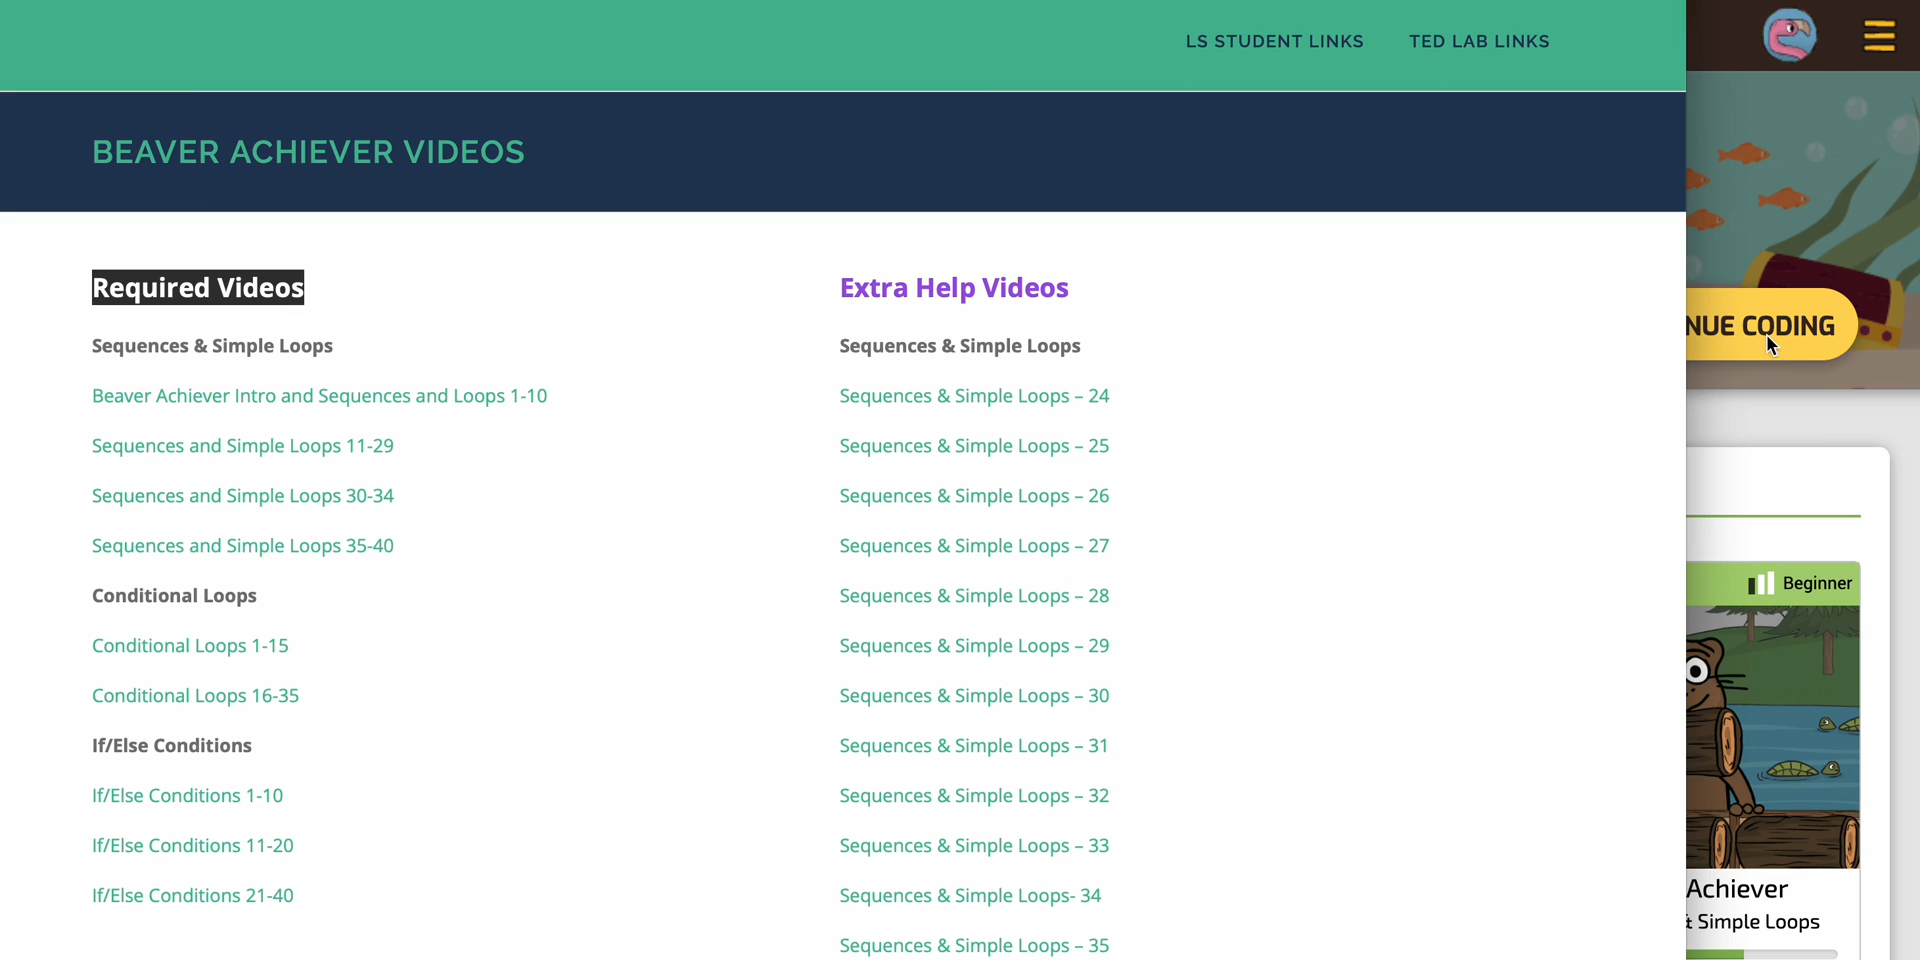 LS STUDENT LINKS
TED LAB LINKS
BEAVER ACHIEVER VIDEOS
Required Videos
Sequences & Simple Loops
Beaver Achiever Intro and Sequences and Loops 1-10
Sequences and Simple Loops 11-29
Sequences and Simple Loops 30-34
Sequences and Simple Loops 35-40
Conditional Loops
Conditional Loops 1-15
Conditional Loops 16-35
If/Else Conditions
If/Else Conditions 1-10
If/Else Conditions 11-20
If/Else Conditions 21-40
Extra Help Videos
Sequences & Simple Loops
Sequences & Simple Loops – 24
Sequences & Simple Loops – 25
Sequences & Simple Loops – 26
Sequences & Simple Loops – 27
Sequences & Simple Loops – 28
Sequences & Simple Loops – 29
Sequences & Simple Loops – 30
Sequences & Simple Loops – 31
Sequences & Simple Loops – 32
Sequences & Simple Loops – 33
Sequences & Simple Loops- 34
Sequences & Simple Loops – 35
NUE CODING
Beginner
Achiever
& Simple Loops